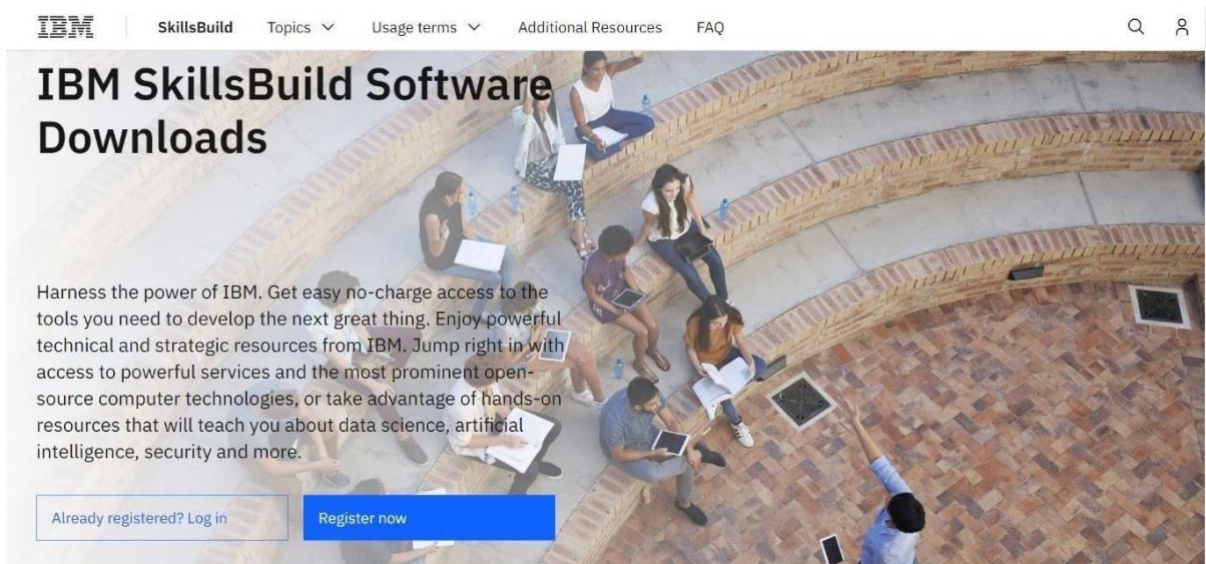 IBM SkillsBuild Topics Usage terms Additional Resources FAQ
IBM SkillsBuild Software
Downloads
Harness the power of IBM. Get easy no-charge access to the
tools you need to develop the next great thing. Enjoy powerful
technical and strategic resources from IBM. Jump right in with
access to powerful services and the most prominent open-
source computer technologies, or take advantage of hands-on
resources that will teach you about data science, artificial
intelligence, security and more.
Already registered? Log in Register now